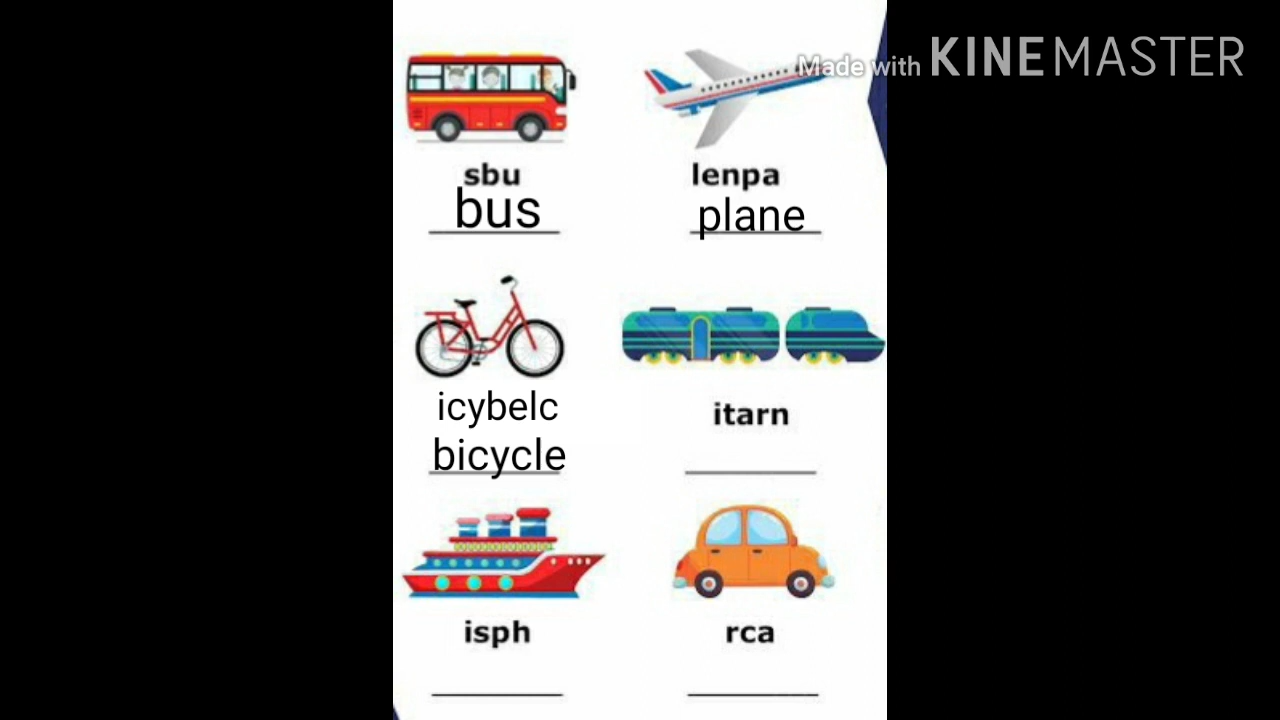 Made with KINEMASTER
sbu
bus
lenpa
plane
icybelc
bicycle
itarn
isph
rca